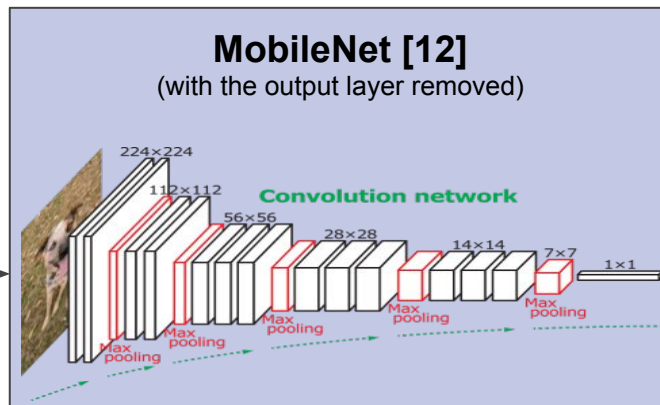 MobileNet [12]
(with the output layer removed)
224×224
112×112
Convolution network
56×56
28×28
14×14
7×7
1×1
Max
pooling
Max
pooling
Max
pooling
Max
pooling
Max
pooling